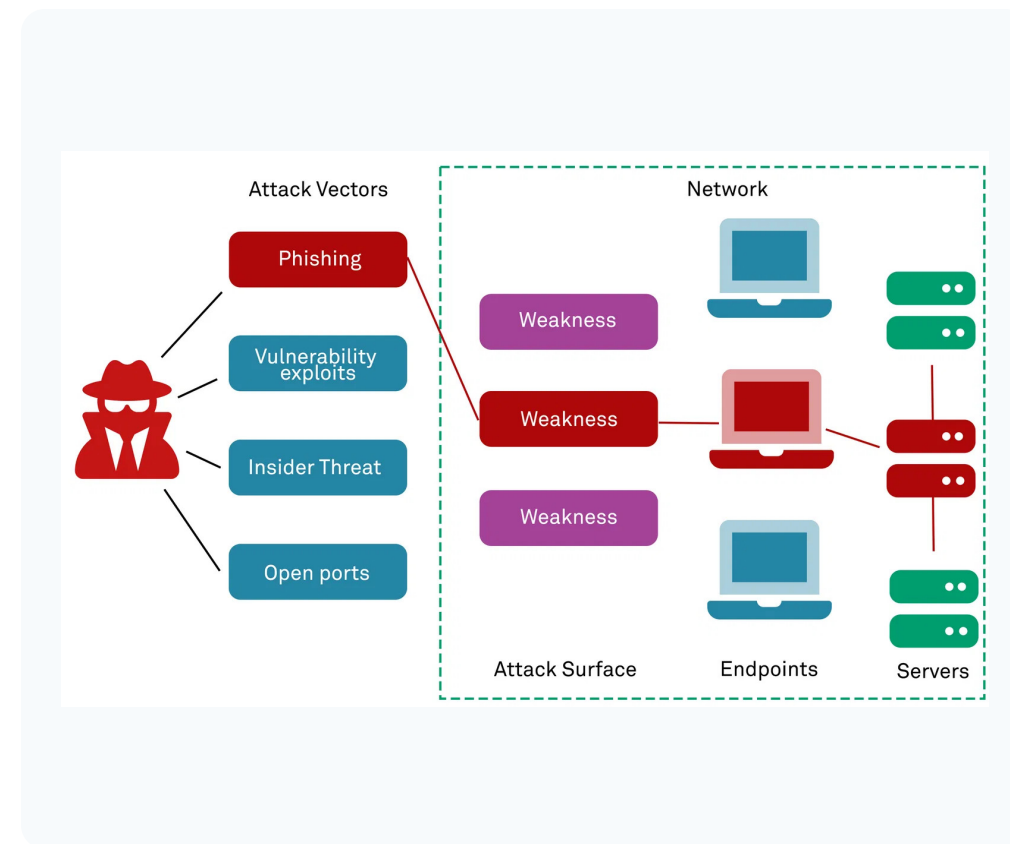 Attack Vectors
Network
Phishing
Vulnerability
exploits
Insider Threat
Open ports
Weakness
Weakness
Weakness
Attack Surface
Endpoints
Servers